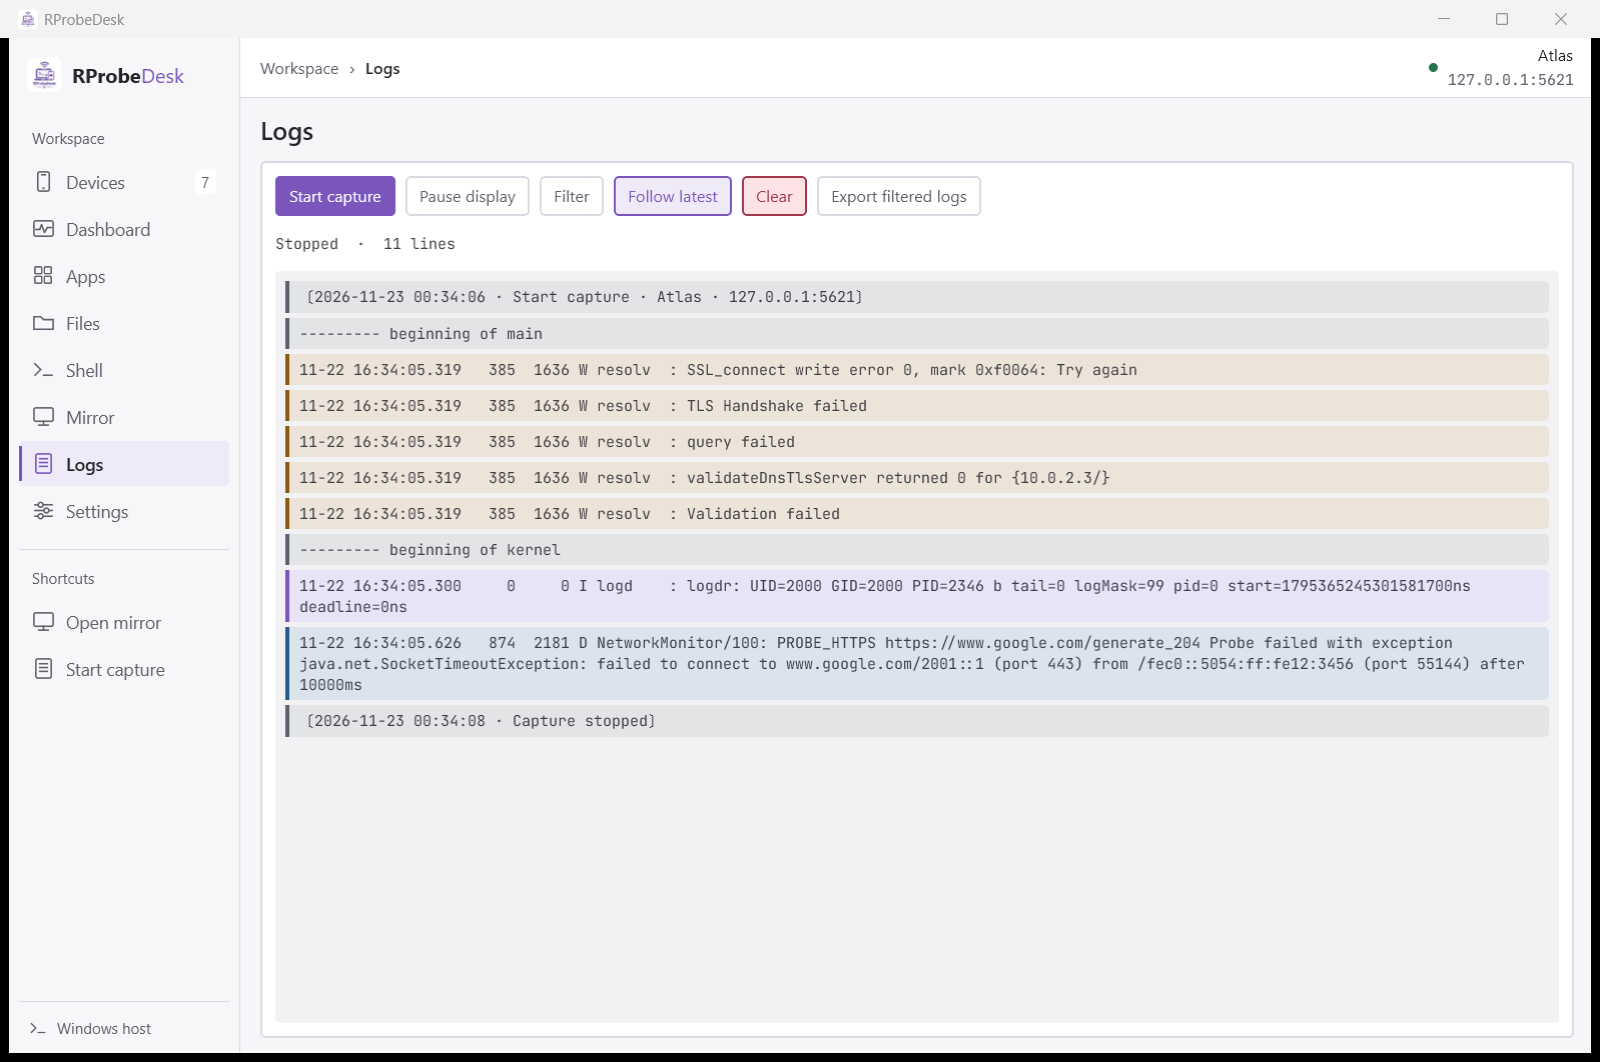 RProbeDesk
RProbeDesk
Workspace
Devices 7
Dashboard
Apps
Files
Shell
Mirror
Logs
Settings
Shortcuts
Open mirror
Start capture
Windows host
Workspace › Logs
Atlas
127.0.0.1:5621
Logs
Start capture Pause display Filter Follow latest Clear Export filtered logs
Stopped · 11 lines
[2026-11-23 00:34:06 · Start capture · Atlas · 127.0.0.1:5621]
--------- beginning of main
11-22 16:34:05.319   385  1636 W resolv  : SSL_connect write error 0, mark 0xf0064: Try again
11-22 16:34:05.319   385  1636 W resolv  : TLS Handshake failed
11-22 16:34:05.319   385  1636 W resolv  : query failed
11-22 16:34:05.319   385  1636 W resolv  : validateDnsTlsServer returned 0 for {10.0.2.3/}
11-22 16:34:05.319   385  1636 W resolv  : Validation failed
--------- beginning of kernel
11-22 16:34:05.300     0     0 I logd    : logdr: UID=2000 GID=2000 PID=2346 b tail=0 logMask=99 pid=0 start=1795365245301581700ns
deadline=0ns
11-22 16:34:05.626   874  2181 D NetworkMonitor/100: PROBE_HTTPS https://www.google.com/generate_204 Probe failed with exception
java.net.SocketTimeoutException: failed to connect to www.google.com/2001::1 (port 443) from /fec0::5054:ff:fe12:3456 (port 55144) after
10000ms
[2026-11-23 00:34:08 · Capture stopped]